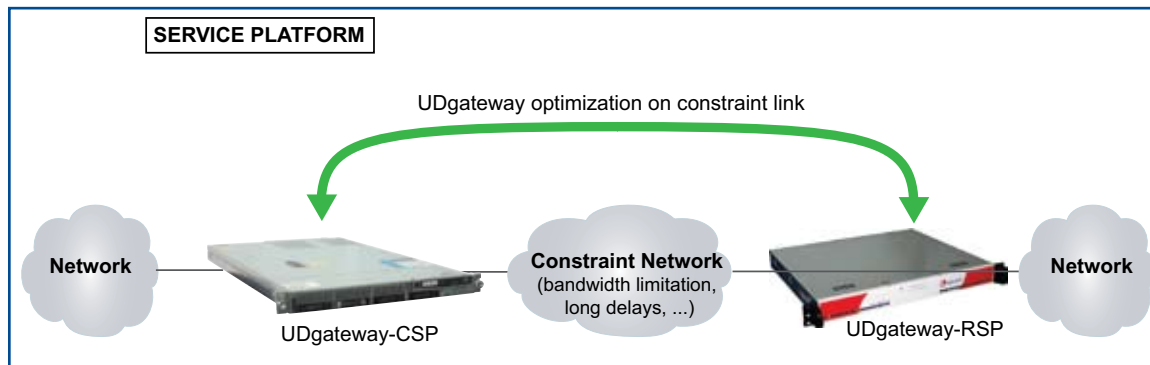 SERVICE PLATFORM
UDgateway optimization on constraint link
Network
Constraint Network
(bandwidth limitation,
long delays, ...)
Network
UDgateway-CSP
UDgateway-RSP